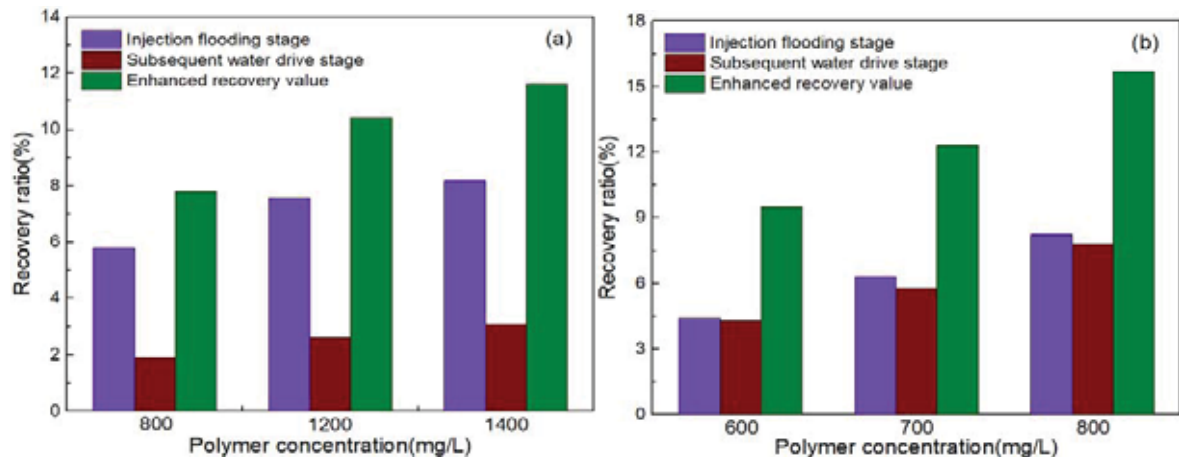 14
12
10
8
6
4
2
0
Recovery ratio(%)
Injection flooding stage
Subsequent water drive stage
Enhanced recovery value
(a)
800
1200
1400
Polymer concentration(mg/L)
18
15
12
9
6
3
0
Recovery ratio(%)
Injection flooding stage
Subsequent water drive stage
Enhanced recovery value
(b)
600
700
800
Polymer concentration(mg/L)